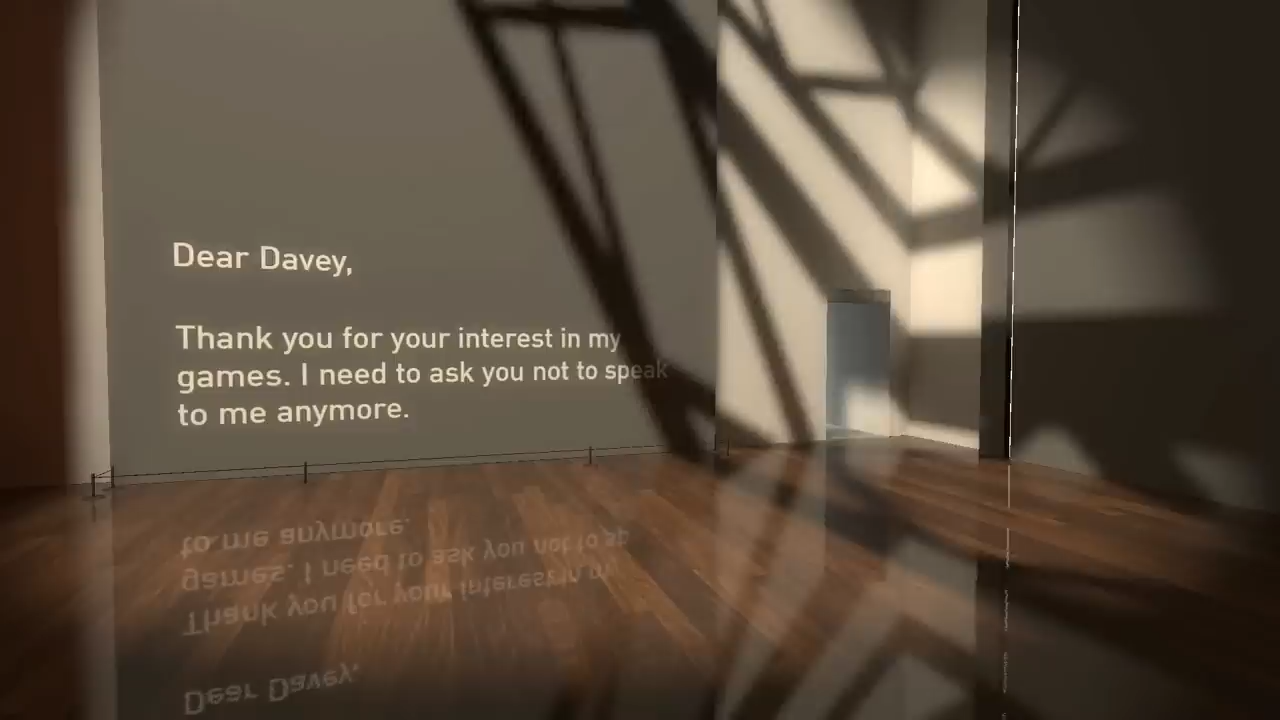 Dear Davey,
Thank you for your interest in my
games. I need to ask you not to speak
to me anymore.